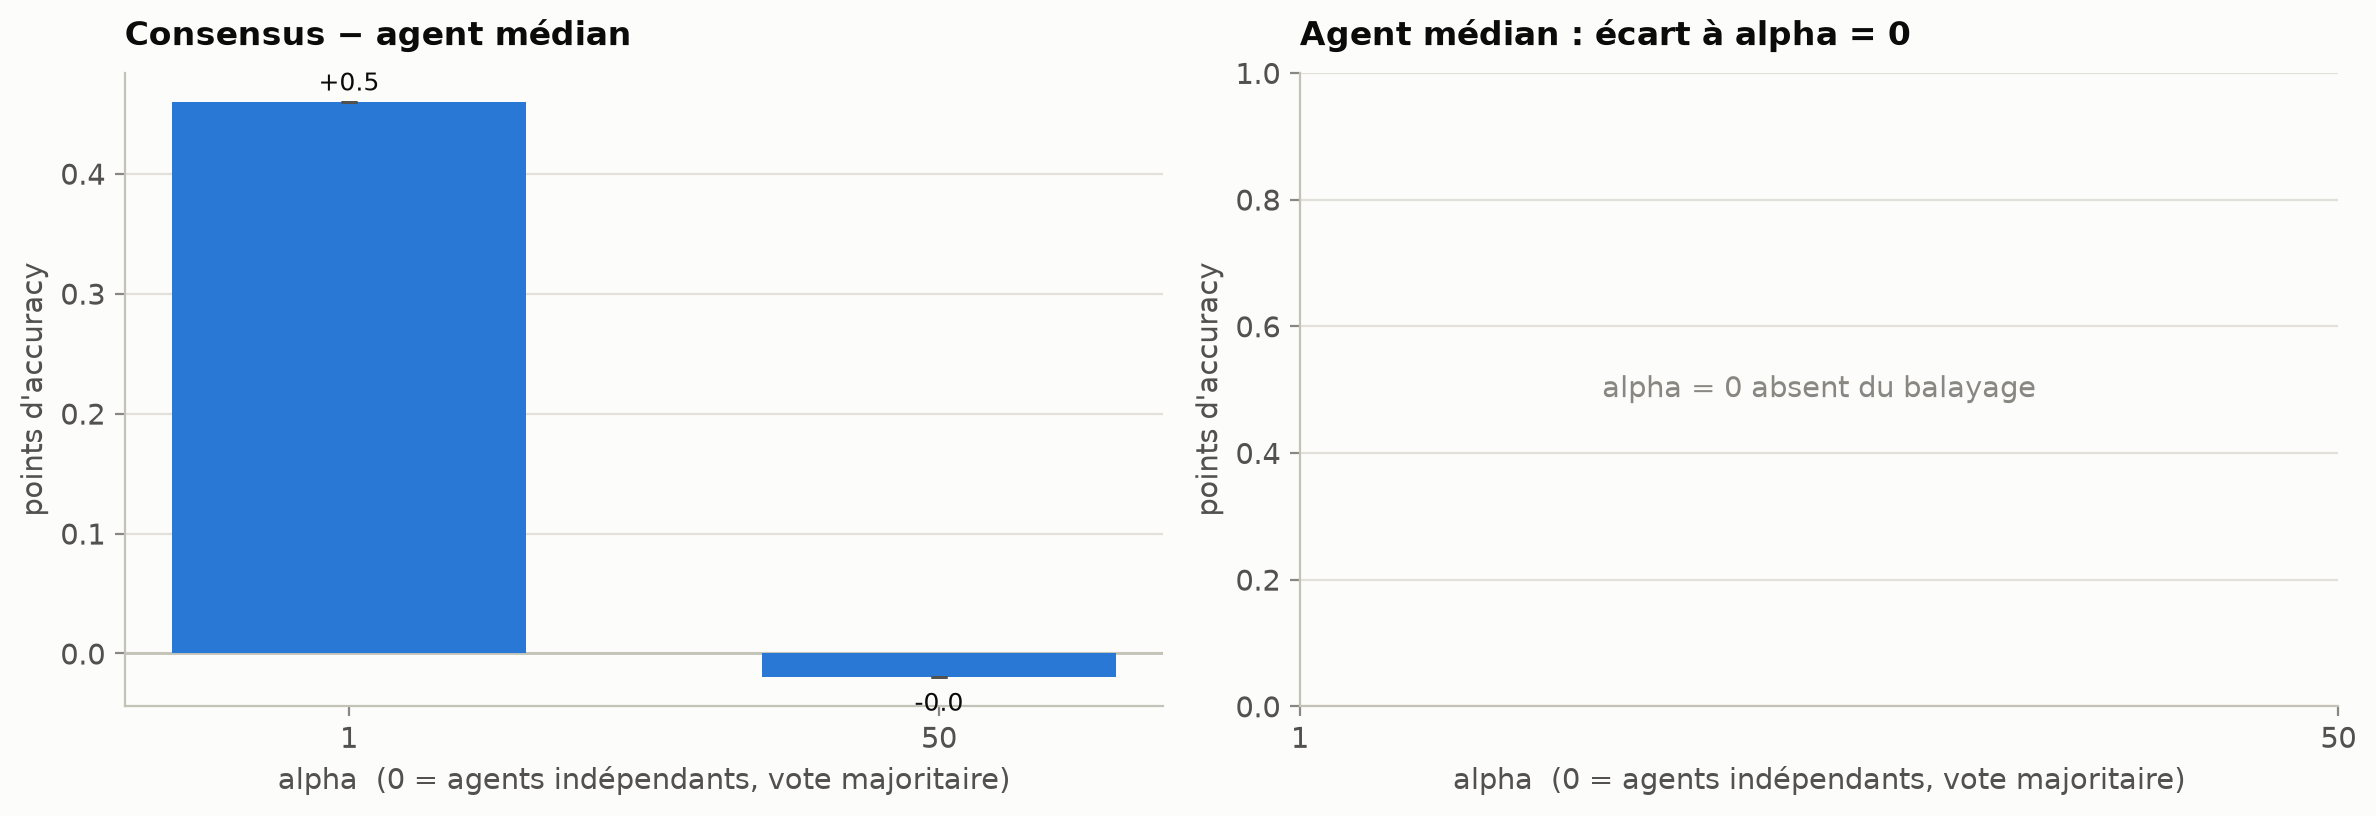 Consensus − agent médian
+0.5
0.4
0.3
0.2
0.1
0.0
-0.0
1
50
points d'accuracy
alpha  (0 = agents indépendants, vote majoritaire)
Agent médian : écart à alpha = 0
1.0
0.8
0.6
0.4
0.2
0.0
alpha = 0 absent du balayage
1
50
points d'accuracy
alpha  (0 = agents indépendants, vote majoritaire)